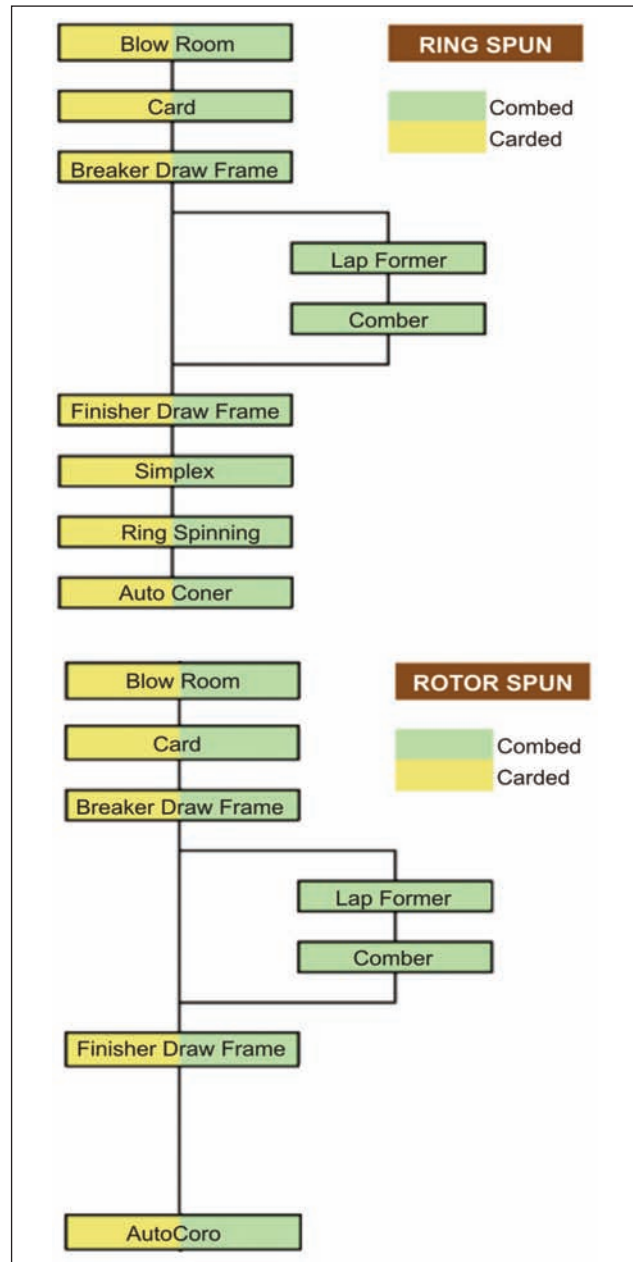 Blow Room
RING SPUN
Card
Combed
Carded
Breaker Draw Frame
Lap Former
Comber
Finisher Draw Frame
Simplex
Ring Spinning
Auto Coner
Blow Room
ROTOR SPUN
Card
Combed
Carded
Breaker Draw Frame
Lap Former
Comber
Finisher Draw Frame
AutoCoro